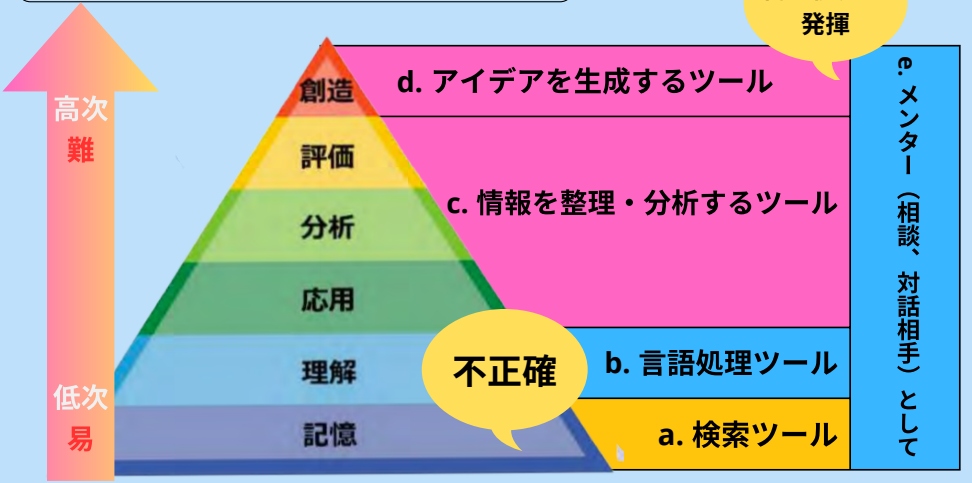 発揮
高次
難
低次
易
創造
評価
分析
応用
理解
記憶
不正確
d. アイデアを生成するツール
c. 情報を整理・分析するツール
b. 言語処理ツール
a. 検索ツール
e. メンター（相談、対話相手）として